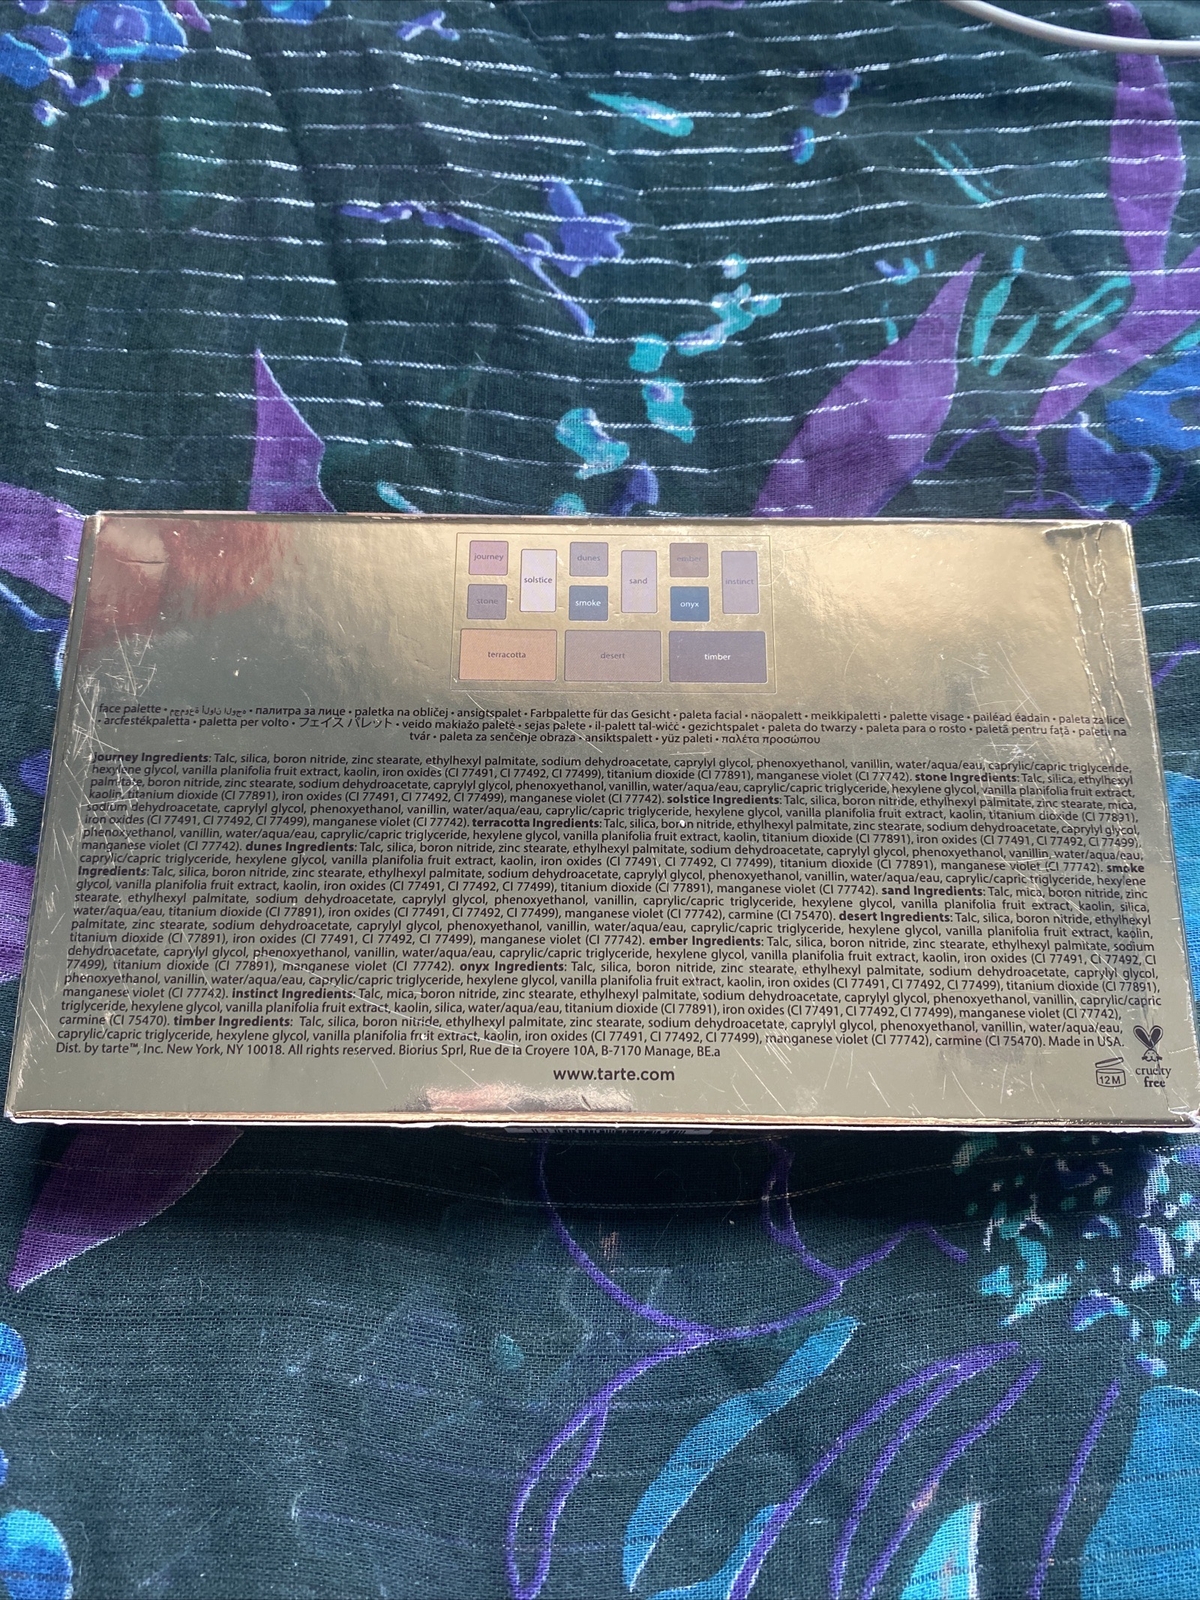 journey
solstice
dunes
sand
ember
instinct
stone
smoke
onyx
terracotta
desert
timber
face palette • مجموعة ألوان الوجه • палитра за лице • paletka na obličej • ansigtspalet • Farbpalette für das Gesicht • paleta facial • näopalett • meikkipaletti • palette visage • pailéad éadain • paleta za lice
• arcfestékpaletta • paletta per volto • フェイス パレット • veido makiažo paletė • sejas palete • il-palett tal-wiċċ • gezichtspalet • paleta do twarzy • paleta para o rosto • paletă pentru față • paleta na
tvár • paleta za senčenje obraza • ansiktspalett • yüz paleti • παλέτα προσώπου
Journey Ingredients: Talc, silica, boron nitride, zinc stearate, ethylhexyl palmitate, sodium dehydroacetate, caprylyl glycol, phenoxyethanol, vanillin, water/aqua/eau, caprylic/capric triglyceride,
hexylene glycol, vanilla planifolia fruit extract, kaolin, iron oxides (CI 77491, CI 77492, CI 77499), titanium dioxide (CI 77891), manganese violet (CI 77742). stone Ingredients: Talc, silica, ethylhexyl
palmitate, boron nitride, zinc stearate, sodium dehydroacetate, caprylyl glycol, phenoxyethanol, vanillin, water/aqua/eau, caprylic/capric triglyceride, hexylene glycol, vanilla planifolia fruit extract,
kaolin, titanium dioxide (CI 77891), iron oxides (CI 77491, CI 77492, CI 77499), manganese violet (CI 77742). solstice Ingredients: Talc, silica, boron nitride, ethylhexyl palmitate, zinc stearate, mica,
sodium dehydroacetate, caprylyl glycol, phenoxyethanol, vanillin, water/aqua/eau, caprylic/capric triglyceride, hexylene glycol, vanilla planifolia fruit extract, kaolin, titanium dioxide (CI 77891),
iron oxides (CI 77491, CI 77492, CI 77499), manganese violet (CI 77742). terracotta Ingredients: Talc, silica, boron nitride, ethylhexyl palmitate, zinc stearate, sodium dehydroacetate, caprylyl glycol,
phenoxyethanol, vanillin, water/aqua/eau, caprylic/capric triglyceride, hexylene glycol, vanilla planifolia fruit extract, kaolin, titanium dioxide (CI 77891), iron oxides (CI 77491, CI 77492, CI 77499),
manganese violet (CI 77742). dunes Ingredients: Talc, silica, boron nitride, zinc stearate, ethylhexyl palmitate, sodium dehydroacetate, caprylyl glycol, phenoxyethanol, vanillin, water/aqua/eau,
caprylic/capric triglyceride, hexylene glycol, vanilla planifolia fruit extract, kaolin, iron oxides (CI 77491, CI 77492, CI 77499), titanium dioxide (CI 77891), manganese violet (CI 77742). smoke
Ingredients: Talc, silica, boron nitride, zinc stearate, ethylhexyl palmitate, sodium dehydroacetate, caprylyl glycol, phenoxyethanol, vanillin, water/aqua/eau, caprylic/capric triglyceride, hexylene
glycol, vanilla planifolia fruit extract, kaolin, iron oxides (CI 77491, CI 77492, CI 77499), titanium dioxide (CI 77891), manganese violet (CI 77742). sand Ingredients: Talc, mica, boron nitride, zinc
stearate, ethylhexyl palmitate, sodium dehydroacetate, caprylyl glycol, phenoxyethanol, vanillin, caprylic/capric triglyceride, hexylene glycol, vanilla planifolia fruit extract, kaolin, silica,
water/aqua/eau, titanium dioxide (CI 77891), iron oxides (CI 77491, CI 77492, CI 77499), manganese violet (CI 77742), carmine (CI 75470). desert Ingredients: Talc, silica, boron nitride, ethylhexyl
palmitate, zinc stearate, sodium dehydroacetate, caprylyl glycol, phenoxyethanol, vanillin, water/aqua/eau, caprylic/capric triglyceride, hexylene glycol, vanilla planifolia fruit extract, kaolin,
titanium dioxide (CI 77891), iron oxides (CI 77491, CI 77492, CI 77499), manganese violet (CI 77742). ember Ingredients: Talc, silica, boron nitride, zinc stearate, ethylhexyl palmitate, sodium
dehydroacetate, caprylyl glycol, phenoxyethanol, vanillin, water/aqua/eau, caprylic/capric triglyceride, hexylene glycol, vanilla planifolia fruit extract, kaolin, iron oxides (CI 77491, CI 77492, CI
77499), titanium dioxide (CI 77891), manganese violet (CI 77742). onyx Ingredients: Talc, silica, boron nitride, zinc stearate, ethylhexyl palmitate, sodium dehydroacetate, caprylyl glycol,
phenoxyethanol, vanillin, water/aqua/eau, caprylic/capric triglyceride, hexylene glycol, vanilla planifolia fruit extract, kaolin, iron oxides (CI 77491, CI 77492, CI 77499), titanium dioxide (CI 77891),
manganese violet (CI 77742). instinct Ingredients: Talc, mica, boron nitride, zinc stearate, ethylhexyl palmitate, sodium dehydroacetate, caprylyl glycol, phenoxyethanol, vanillin, caprylic/capric
triglyceride, hexylene glycol, vanilla planifolia fruit extract, kaolin, silica, water/aqua/eau, titanium dioxide (CI 77891), iron oxides (CI 77491, CI 77492, CI 77499), manganese violet (CI 77742),
carmine (CI 75470). timber Ingredients: Talc, silica, boron nitride, ethylhexyl palmitate, zinc stearate, sodium dehydroacetate, caprylyl glycol, phenoxyethanol, vanillin, water/aqua/eau,
caprylic/capric triglyceride, hexylene glycol, vanilla planifolia fruit extract, kaolin, iron oxides (CI 77491, CI 77492, CI 77499), manganese violet (CI 77742), carmine (CI 75470). Made in USA.
Dist. by tarte™, Inc. New York, NY 10018. All rights reserved. Biorius Sprl, Rue de la Croyere 10A, B-7170 Manage, BE.a
www.tarte.com
12M
cruelty
free